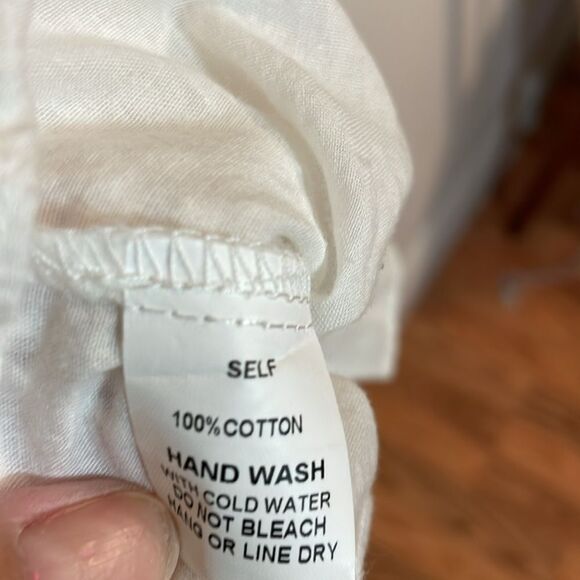 SELF
100% COTTON
HAND WASH
WITH COLD WATER
DO NOT BLEACH
HANG OR LINE DRY